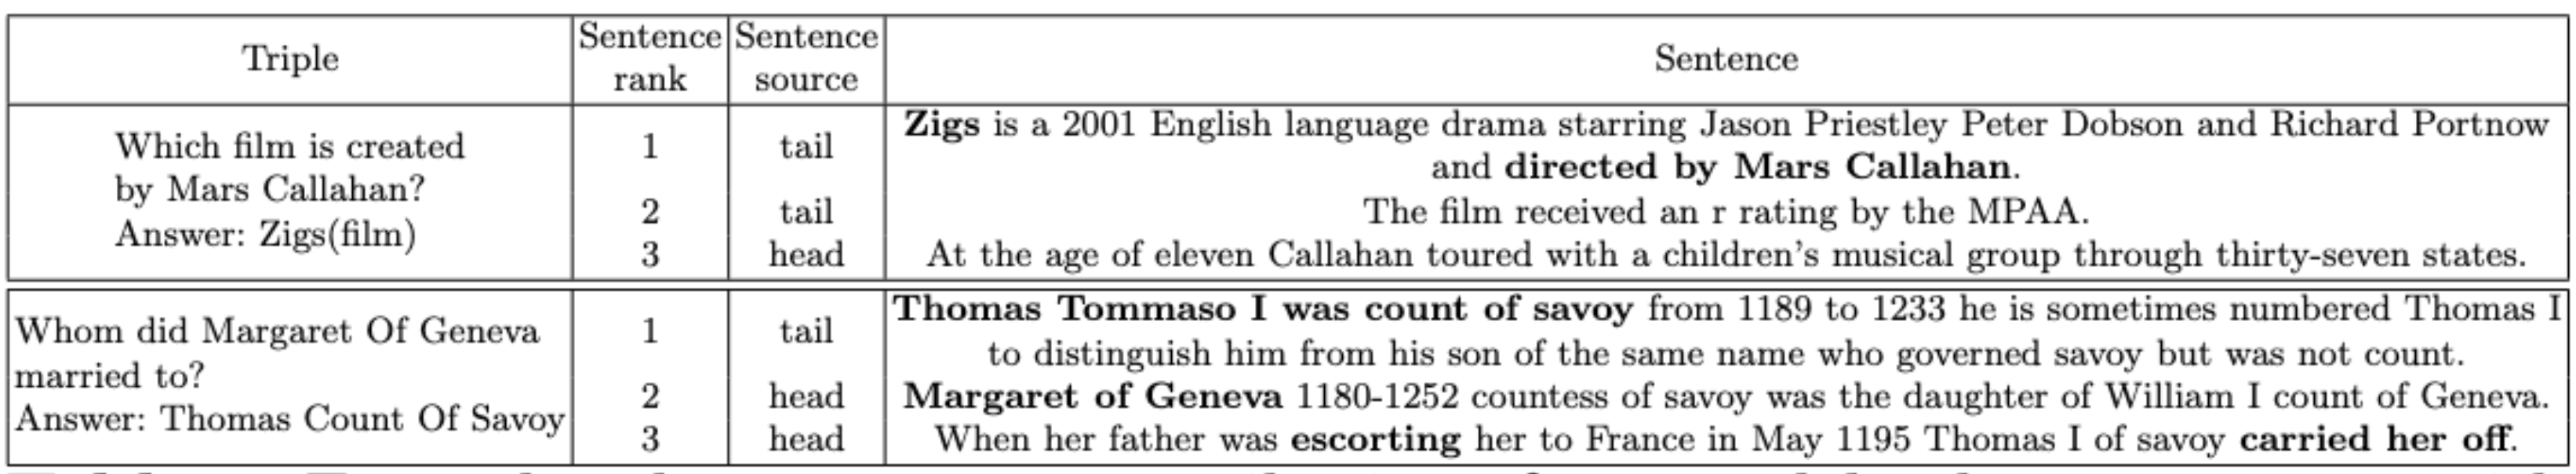 Triple
Sentence rank
Sentence source
Sentence
Which film is created
by Mars Callahan?
Answer: Zigs(film)
1 tail Zigs is a 2001 English language drama starring Jason Priestley Peter Dobson and Richard Portnow
and directed by Mars Callahan.
2 tail The film received an r rating by the MPAA.
3 head At the age of eleven Callahan toured with a children's musical group through thirty-seven states.
Whom did Margaret Of Geneva
married to?
Answer: Thomas Count Of Savoy
1 tail Thomas Tommaso I was count of savoy from 1189 to 1233 he is sometimes numbered Thomas I
to distinguish him from his son of the same name who governed savoy but was not count.
2 head Margaret of Geneva 1180-1252 countess of savoy was the daughter of William I count of Geneva.
3 head When her father was escorting her to France in May 1195 Thomas I of savoy carried her off.